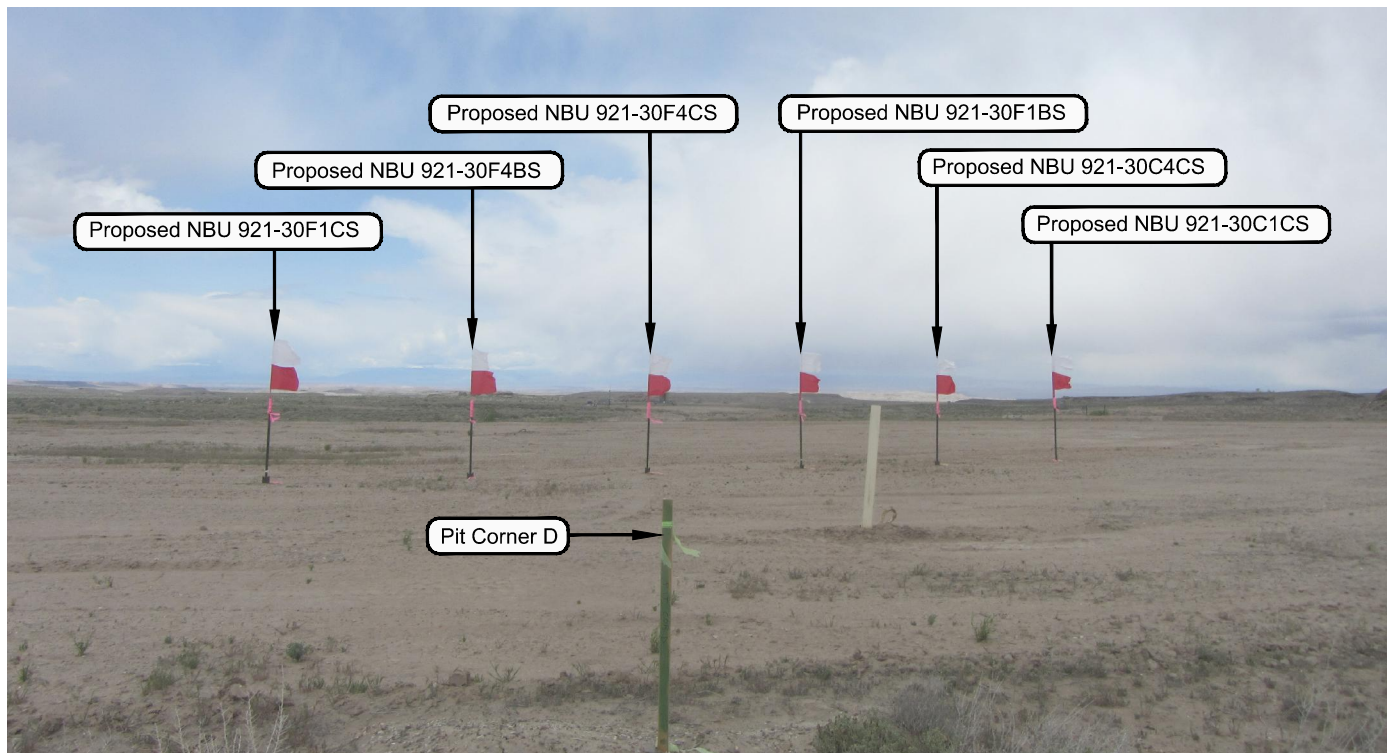 Proposed NBU 921-30F4CS
Proposed NBU 921-30F1BS
Proposed NBU 921-30F4BS
Proposed NBU 921-30C4CS
Proposed NBU 921-30F1CS
Proposed NBU 921-30C1CS
Pit Corner D